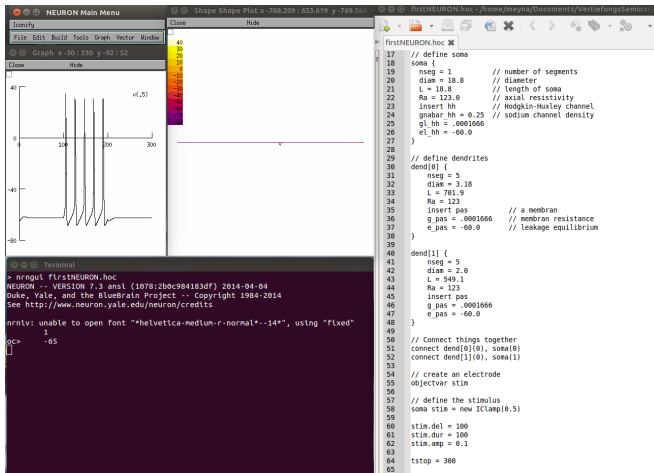 NEURON Main Menu
Iconify
File Edit Build Tools Graph Vector Window
Graph x -30 : 330 y -92 : 52
Close Hide
40
v(.5)
0
100
200
300
-40
-80
Shape Shape Plot x -768.209 : 633.619 y -769.564
Close Hide
40
30
20
10
0
-10
-20
-30
v
Terminal
> nrngui firstNEURON.hoc
NEURON -- VERSION 7.3 ansi (1078:2b0c984183df) 2014-04-04
Duke, Yale, and the BlueBrain Project -- Copyright 1984-2014
See http://www.neuron.yale.edu/neuron/credits
nrniv: unable to open font "*helvetica-medium-r-normal*--14*", using "fixed"
1
oc> -65
firstNEURON.hoc - /home/meyna/Documents/VertiefungsSemin
firstNEURON.hoc
17 // define soma
18 soma {
19 nseg = 1 // number of segments
20 diam = 18.8 // diameter
21 L = 18.8 // length of soma
22 Ra = 123.0 // axial resistivity
23 insert hh // Hodgkin-Huxley channel
24 gnabar_hh = 0.25 // sodium channel density
25 gl_hh = .0001666
26 el_hh = -60.0
27 }
28
29 // define dendrites
30 dend[0] {
31 nseg = 5
32 diam = 3.18
33 L = 701.9
34 Ra = 123
35 insert pas // a membran
36 g_pas = .0001666 // membran resistance
37 e_pas = -60.0 // leakage equilibrium
38 }
39
40 dend[1] {
41 nseg = 5
42 diam = 2.0
43 L = 549.1
44 Ra = 123
45 insert pas
46 g_pas = .0001666
47 e_pas = -60.0
48 }
49
50 // Connect things together
51 connect dend[0](0), soma(0)
52 connect dend[1](0), soma(1)
53
54 // create an electrode
55 objectvar stim
56
57 // define the stimulus
58 soma stim = new IClamp(0.5)
59
60 stim.del = 100
61 stim.dur = 100
62 stim.amp = 0.1
63
64 tstop = 300
65